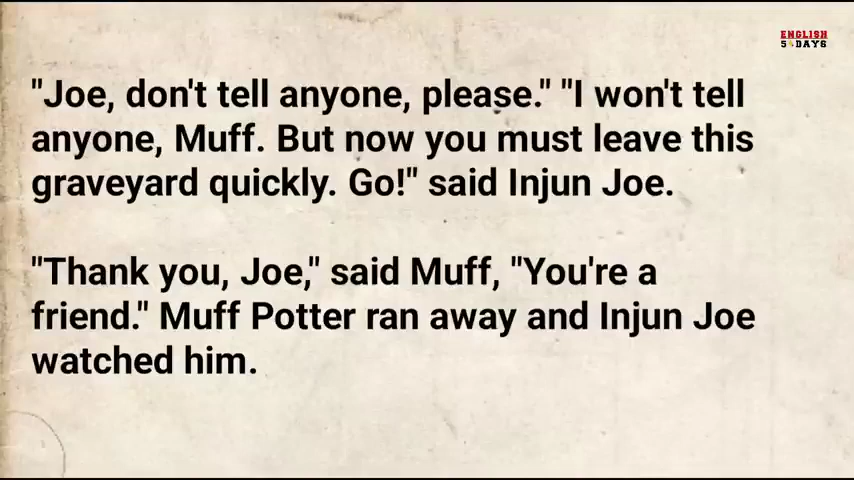 ENGLISH
5 DAYS
"Joe, don't tell anyone, please." "I won't tell
anyone, Muff. But now you must leave this
graveyard quickly. Go!" said Injun Joe.
"Thank you, Joe," said Muff, "You're a
friend." Muff Potter ran away and Injun Joe
watched him.